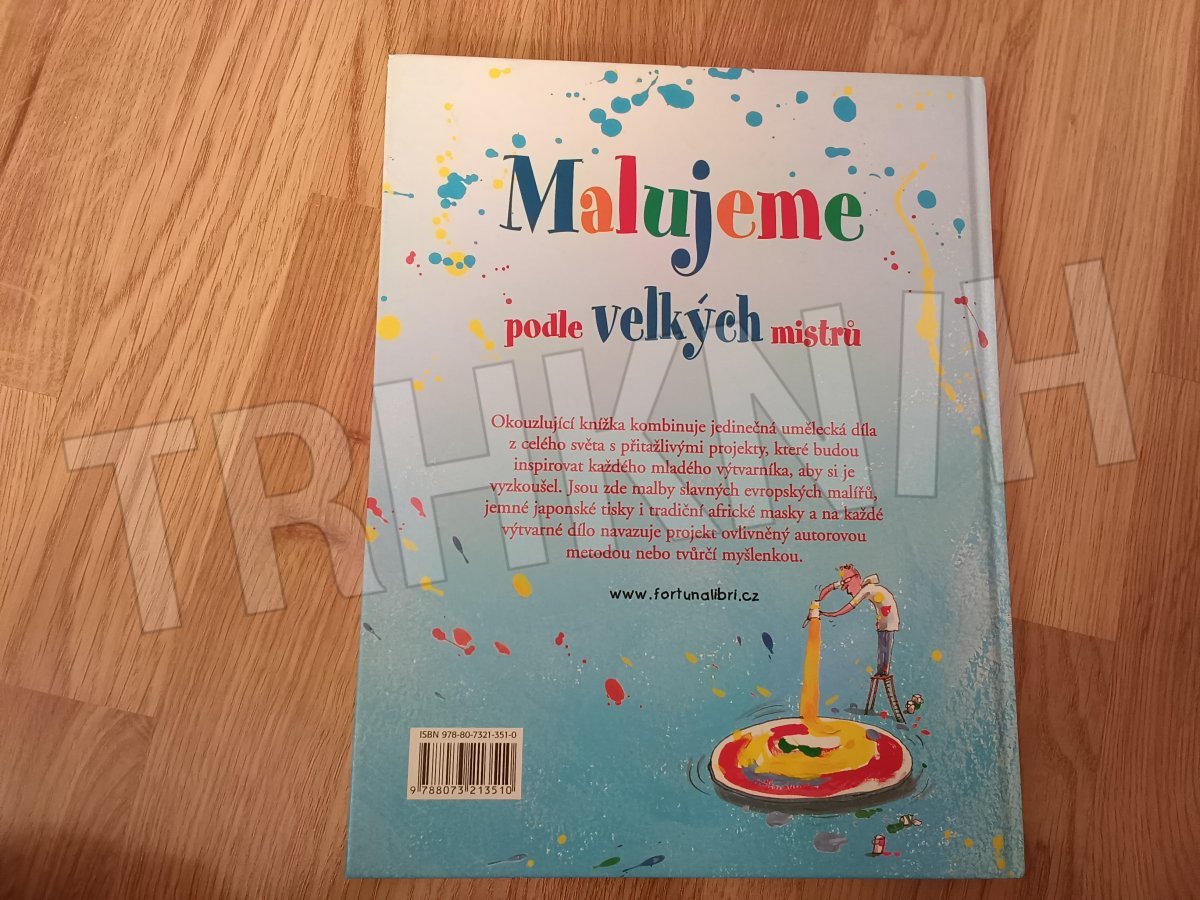 Malujeme
podle velkých mistrů
Okouzlující knížka kombinuje jedinečná umělecká díla
z celého světa s přitažlivými projekty, které budou
inspirovat každého mladého výtvarníka, aby si je
vyzkoušel. Jsou zde malby slavných evropských malířů,
jemné japonské tisky i tradiční africké masky a na každé
výtvarné dílo navazuje projekt ovlivněný autorovou
metodou nebo tvůrčí myšlenkou.
www.fortunalibri.cz
ISBN 978-80-7321-351-0
9 788073 213510
TRHKNIH